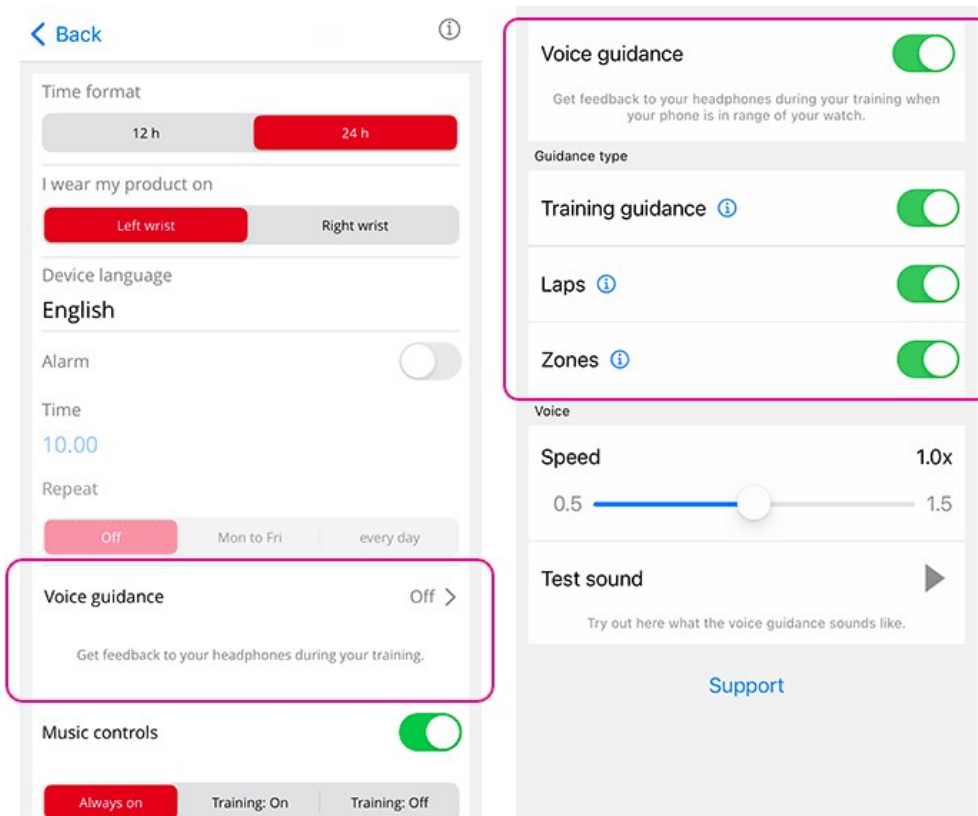 Back
Time format
12 h 24 h
I wear my product on
Left wrist Right wrist
Device language
English
Alarm
Time
10.00
Repeat
Off Mon to Fri every day
Voice guidance Off
Get feedback to your headphones during your training.
Music controls
Always on Training: On Training: Off
Voice guidance
Get feedback to your headphones during your training when
your phone is in range of your watch.
Guidance type
Training guidance
Laps
Zones
Voice
Speed 1.0x
0.5 1.5
Test sound
Try out here what the voice guidance sounds like.
Support